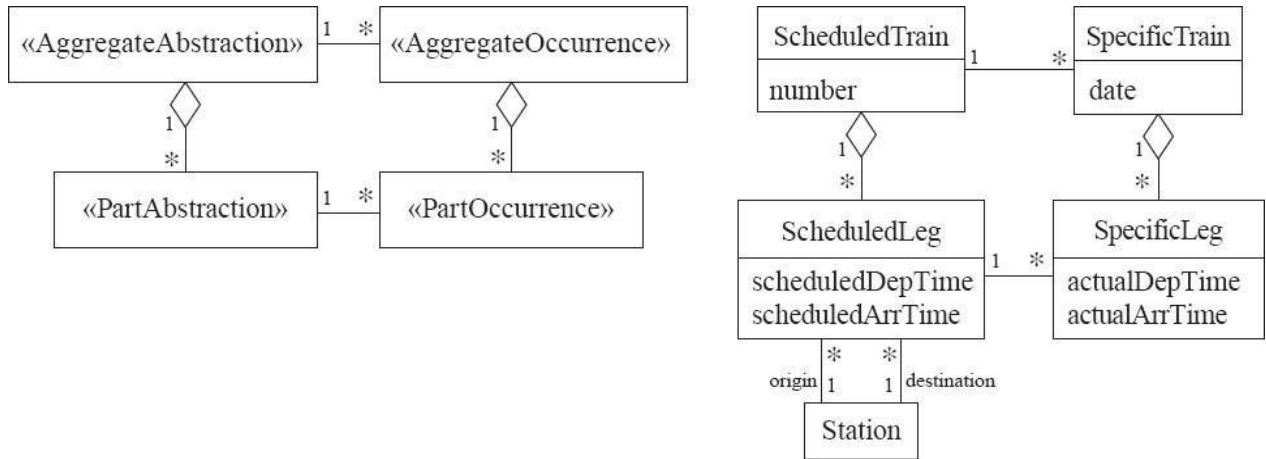 «AggregateAbstraction» 1 * «AggregateOccurrence»
1 1
* *
«PartAbstraction» 1 * «PartOccurrence»
ScheduledTrain SpecificTrain
1 *
number date
1 1
* *
ScheduledLeg SpecificLeg
1 *
scheduledDepTime actualDepTime
scheduledArrTime actualArrTime
* *
origin 1 1 destination
Station